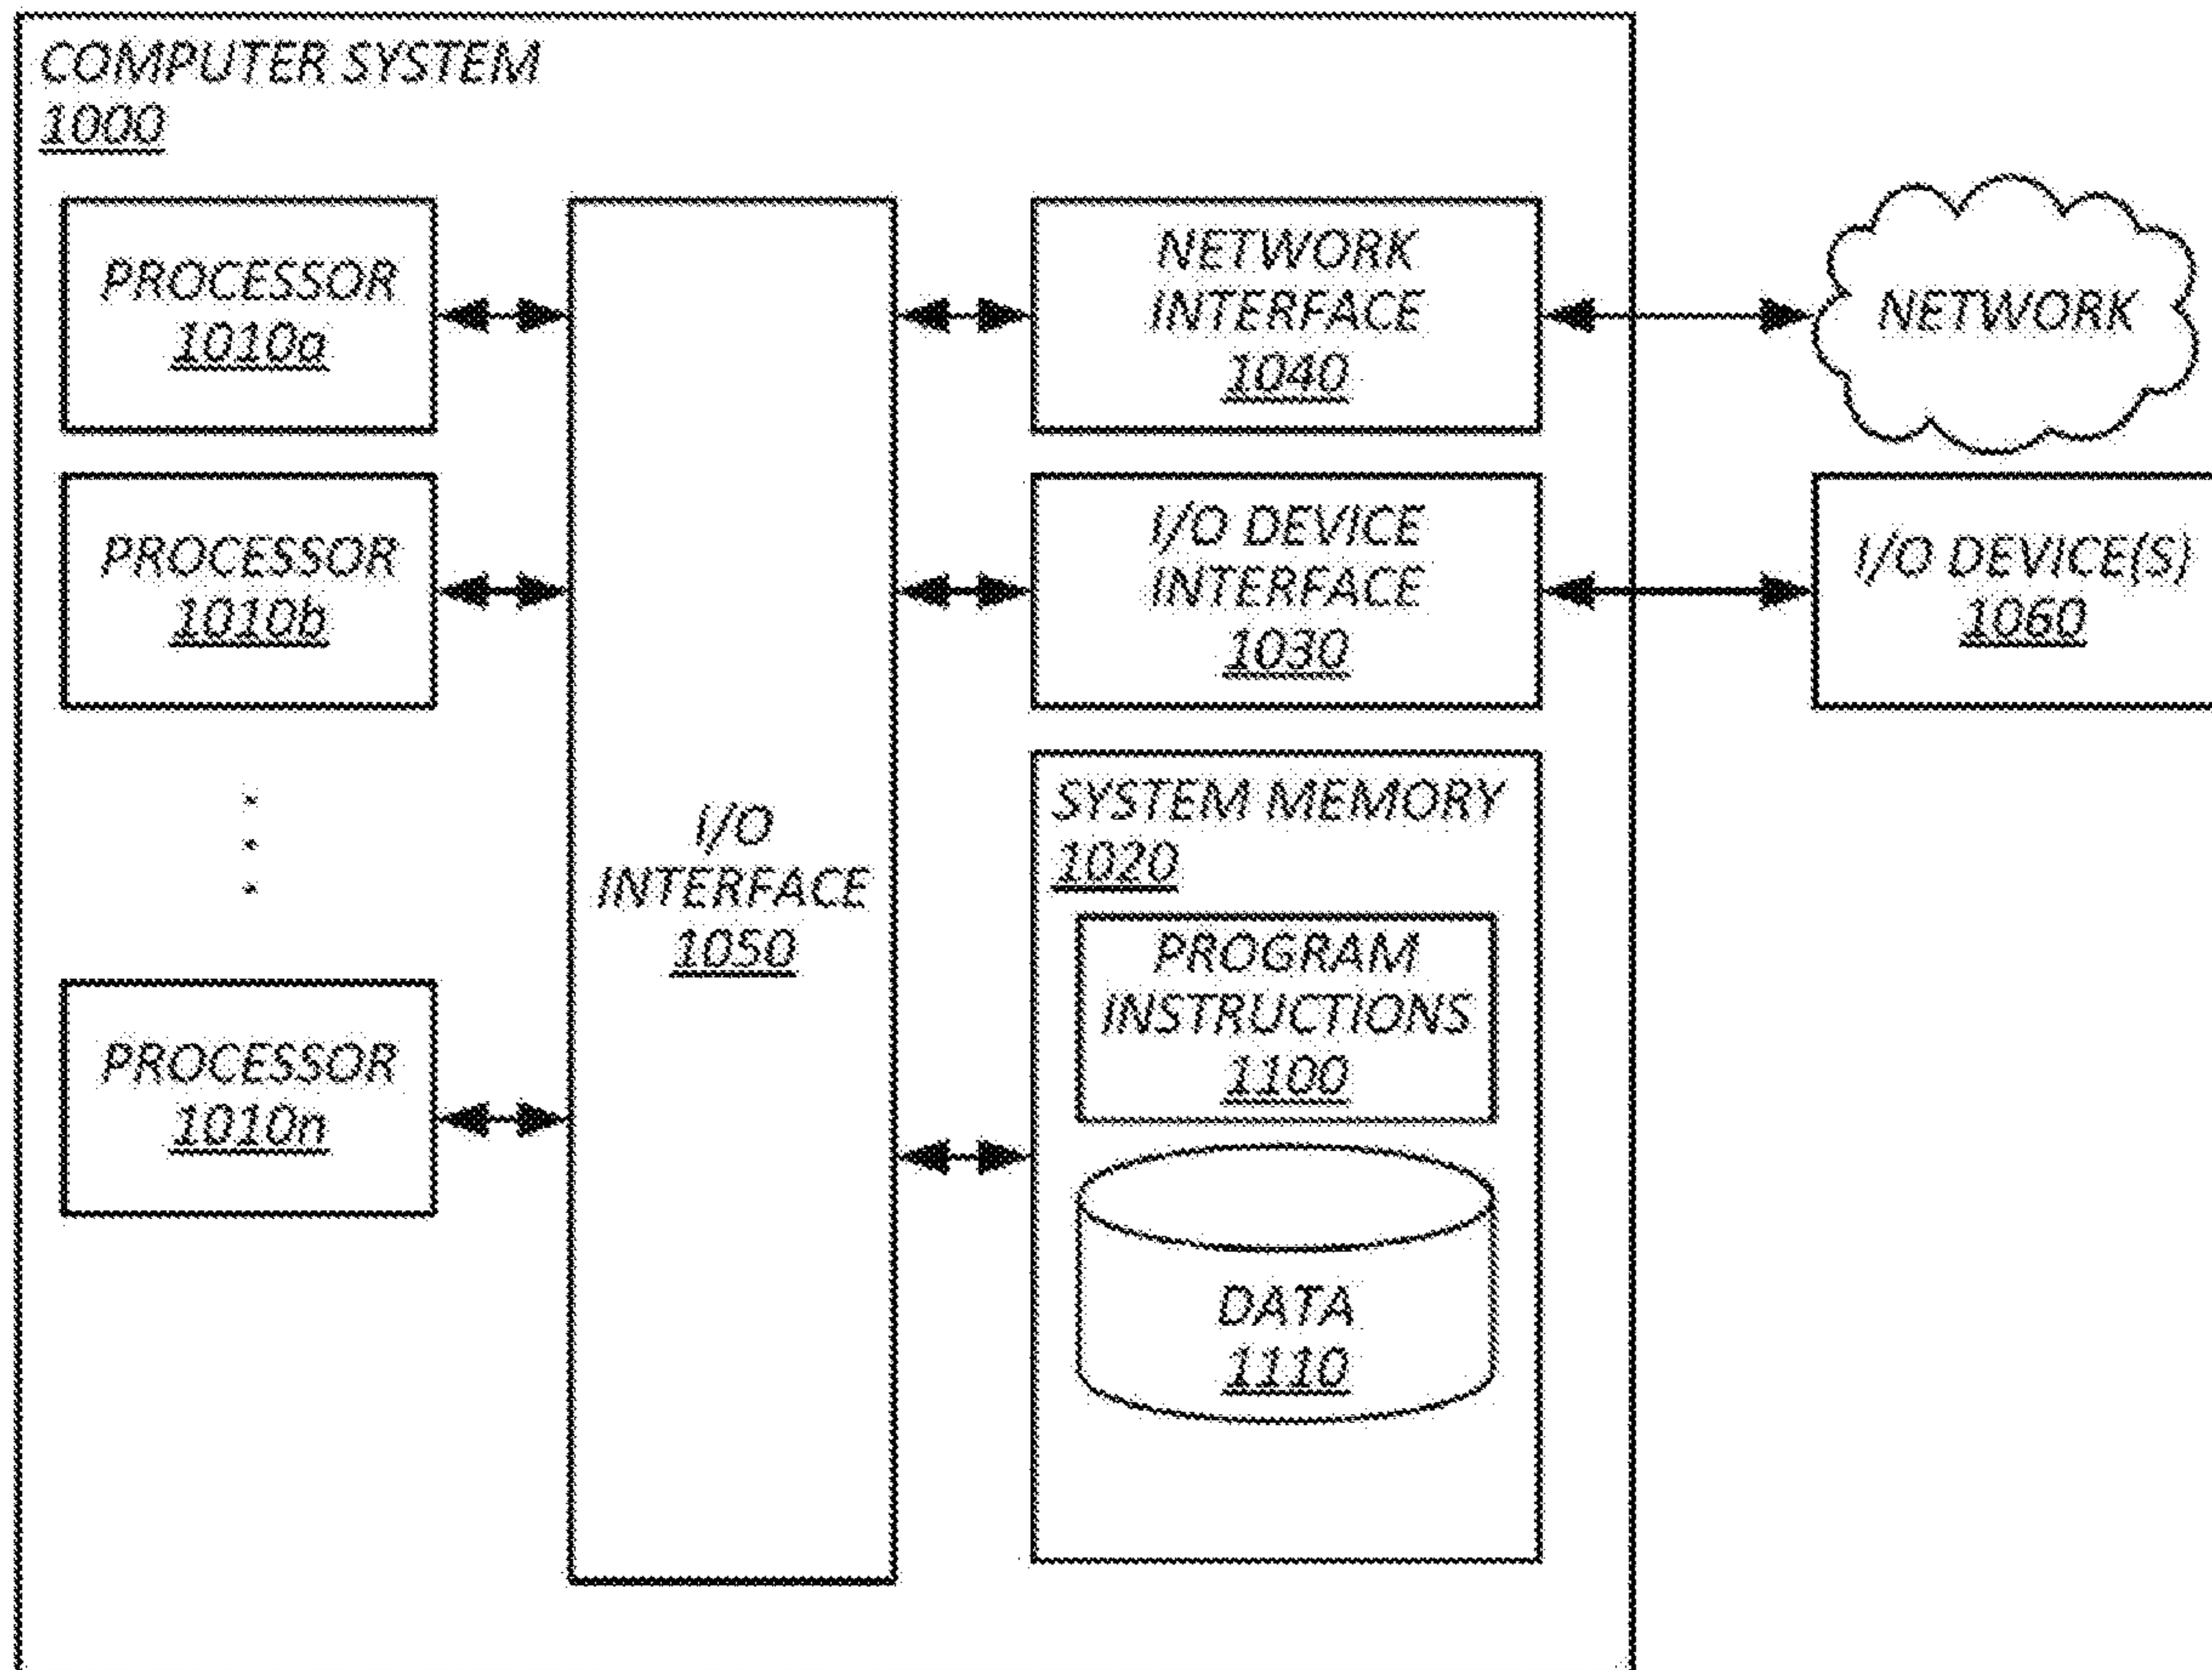 COMPUTER SYSTEM
1000
PROCESSOR
1010a
PROCESSOR
1010b
PROCESSOR
1010n
I/O
INTERFACE
1050
NETWORK
INTERFACE
1040
I/O DEVICE
INTERFACE
1030
SYSTEM MEMORY
1020
PROGRAM
INSTRUCTIONS
1100
DATA
1110
NETWORK
I/O DEVICE(S)
1060